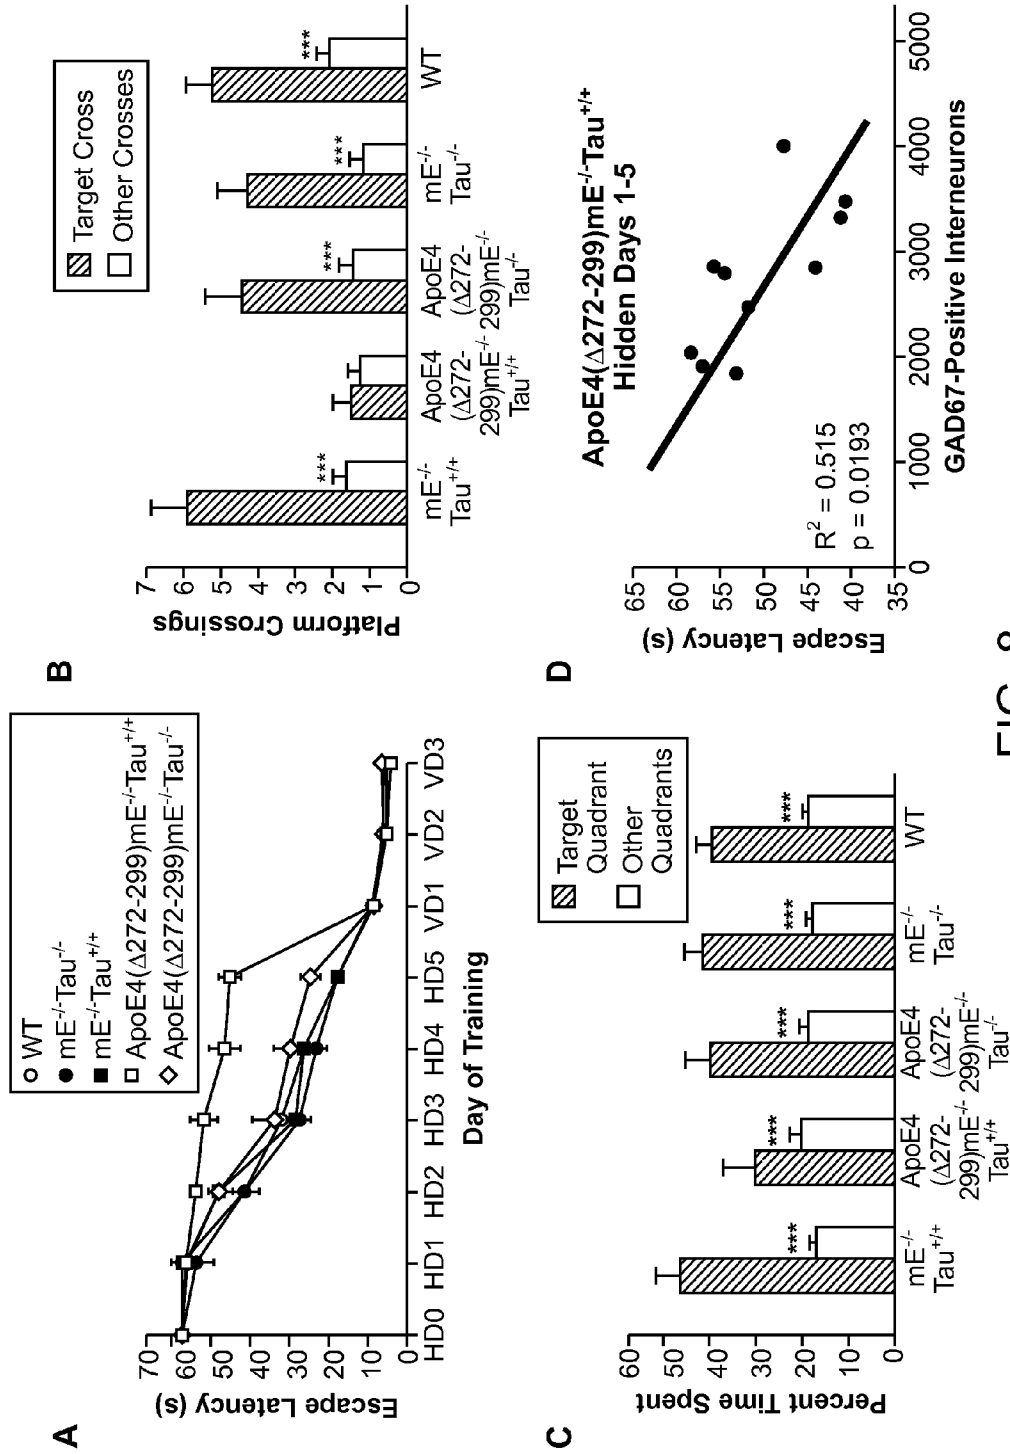 A
70
60
50
40
30
20
10
0
Escape Latency (s)
HD0 HD1 HD2 HD3 HD4 HD5 VD1 VD2 VD3
Day of Training
WT
mE-/-Tau-/-
mE-/-Tau+/+
ApoE4(Δ272-299)mE-/-Tau+/+
ApoE4(Δ272-299)mE-/-Tau-/-
B
7
6
5
4
3
2
1
0
Platform Crossings
Target Cross
Other Crosses
***
***
***
***
mE-/-
Tau+/+
ApoE4
(Δ272-
299)mE-/-
Tau+/+
ApoE4
(Δ272-
299)mE-/-
Tau-/-
mE-/-
Tau-/-
WT
C
60
50
40
30
20
10
0
Percent Time Spent
Target
Quadrant
Other
Quadrants
***
***
***
***
***
mE-/-
Tau+/+
ApoE4
(Δ272-
299)mE-/-
Tau+/+
ApoE4
(Δ272-
299)mE-/-
Tau-/-
mE-/-
Tau-/-
WT
D
ApoE4(Δ272-299)mE-/-Tau+/+
Hidden Days 1-5
65
60
55
50
45
40
35
Escape Latency (s)
R2 = 0.515
p = 0.0193
0 1000 2000 3000 4000 5000
GAD67-Positive Interneurons
FIG